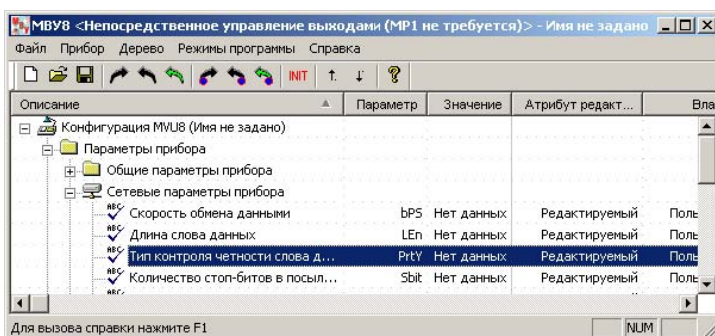 МВУ8 <Непосредственное управление выходами (МР1 не требуется)> - Имя не задано
Файл Прибор Дерево Режимы программы Справка
INIT
Описание Параметр Значение Атрибут редакт... Вла
Конфигурация MVU8 (Имя не задано)
Параметры прибора
Общие параметры прибора
Сетевые параметры прибора
Скорость обмена данными bPS Нет данных Редактируемый Поль
Длина слова данных LEn Нет данных Редактируемый Поль
Тип контроля четности слова д... PrtY Нет данных Редактируемый Поль
Количество стоп-битов в посыл... Sbit Нет данных Редактируемый Поль
Для вызова справки нажмите F1 NUM